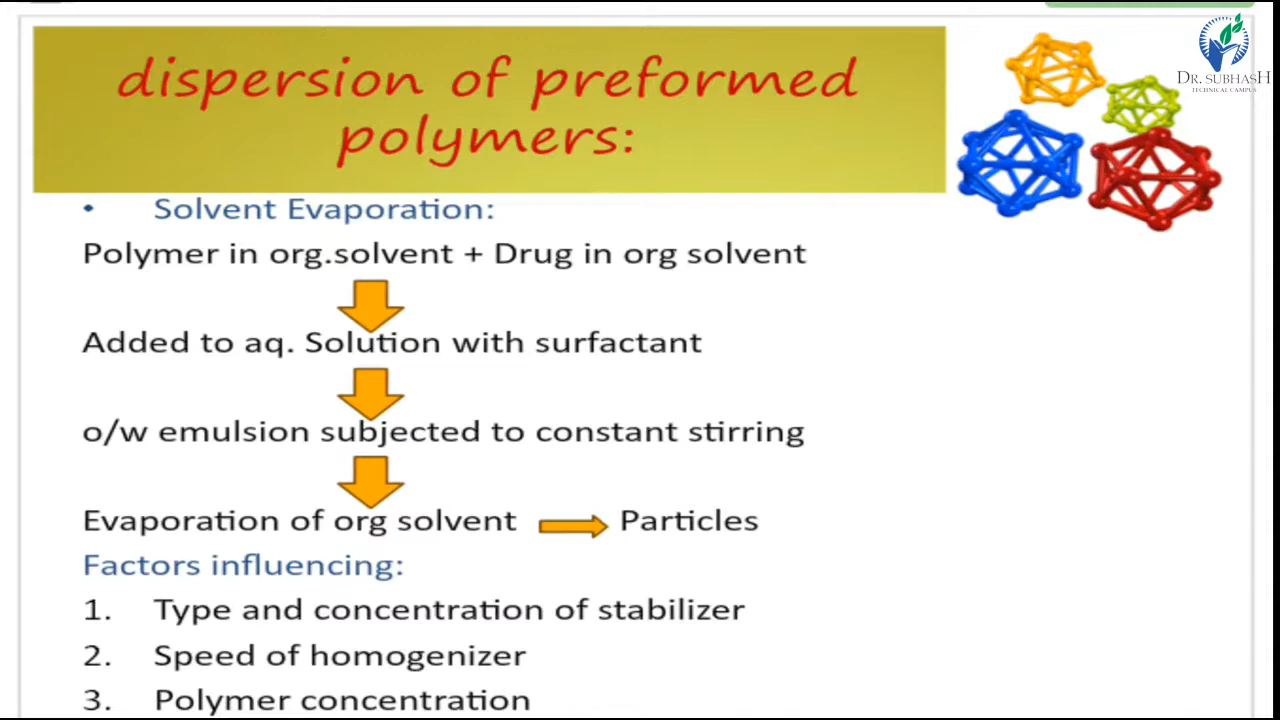 DR. SUBHASH
TECHNICAL CAMPUS
dispersion of preformed
polymers:
• Solvent Evaporation:
Polymer in org.solvent + Drug in org solvent
Added to aq. Solution with surfactant
o/w emulsion subjected to constant stirring
Evaporation of org solvent Particles
Factors influencing:
1. Type and concentration of stabilizer
2. Speed of homogenizer
3. Polymer concentration